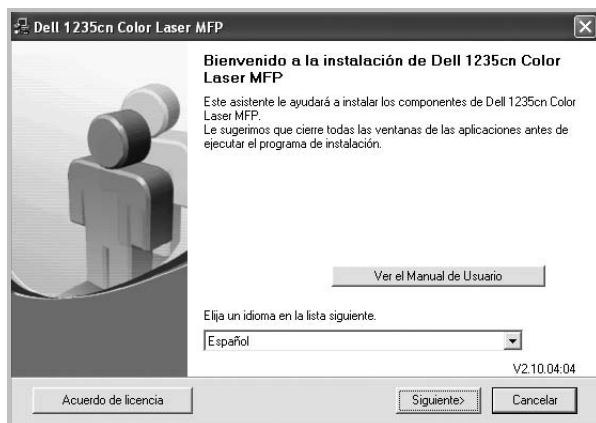 Dell 1235cn Color Laser MFP
Bienvenido a la instalación de Dell 1235cn Color
Laser MFP
Este asistente le ayudará a instalar los componentes de Dell 1235cn Color
Laser MFP.
Le sugerimos que cierre todas las ventanas de las aplicaciones antes de
ejecutar el programa de instalación.
Ver el Manual de Usuario
Elija un idioma en la lista siguiente.
Español
V2.10.04:04
Acuerdo de licencia
Siguiente>
Cancelar